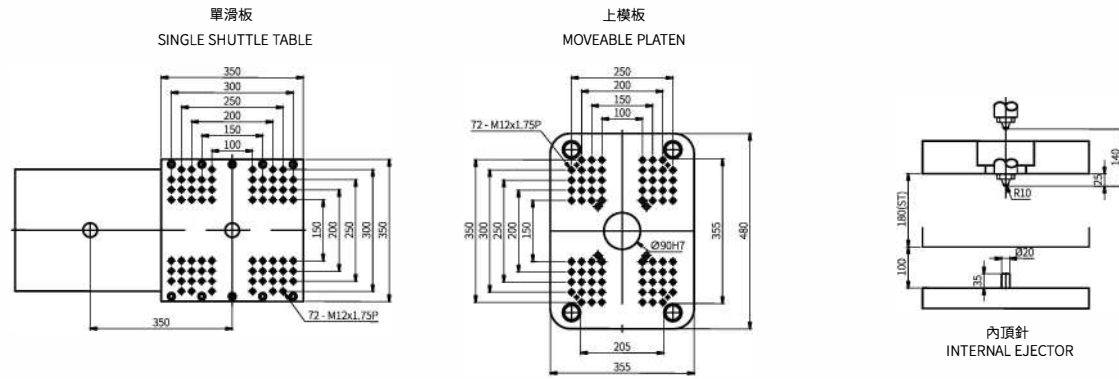 單滑板
SINGLE SHUTTLE TABLE
350
300
250
200
150
100
150
200
250
300
350
72 - M12x1.75P
350
上模板
MOVEABLE PLATEN
250
200
150
100
72 - M12x1.75P
350
300
250
200
150
355
480
Ø90H7
205
355
140
25
R10
180(ST)
100
Ø20
35
內頂針
INTERNAL EJECTOR